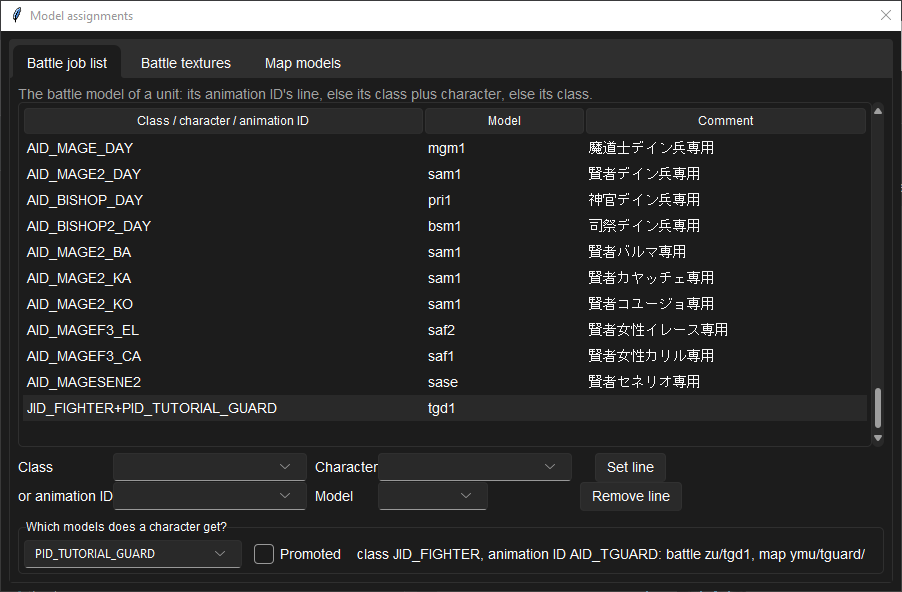 Model assignments
Battle job list Battle textures Map models
The battle model of a unit: its animation ID's line, else its class plus character, else its class.
Class / character / animation ID Model Comment
AID_MAGE_DAY mgm1 魔道士デイン兵専用
AID_MAGE2_DAY sam1 賢者デイン兵専用
AID_BISHOP_DAY pri1 神官デイン兵専用
AID_BISHOP2_DAY bsm1 司祭デイン兵専用
AID_MAGE2_BA sam1 賢者バルマ専用
AID_MAGE2_KA sam1 賢者カヤッチェ専用
AID_MAGE2_KO sam1 賢者コユージョ専用
AID_MAGEF3_EL saf2 賢者女性イレース専用
AID_MAGEF3_CA saf1 賢者女性カリル専用
AID_MAGESENE2 sase 賢者セネリオ専用
JID_FIGHTER+PID_TUTORIAL_GUARD tgd1
Class Character Set line
or animation ID Model Remove line
Which models does a character get?
PID_TUTORIAL_GUARD Promoted class JID_FIGHTER, animation ID AID_TGUARD: battle zu/tgd1, map ymu/tguard/